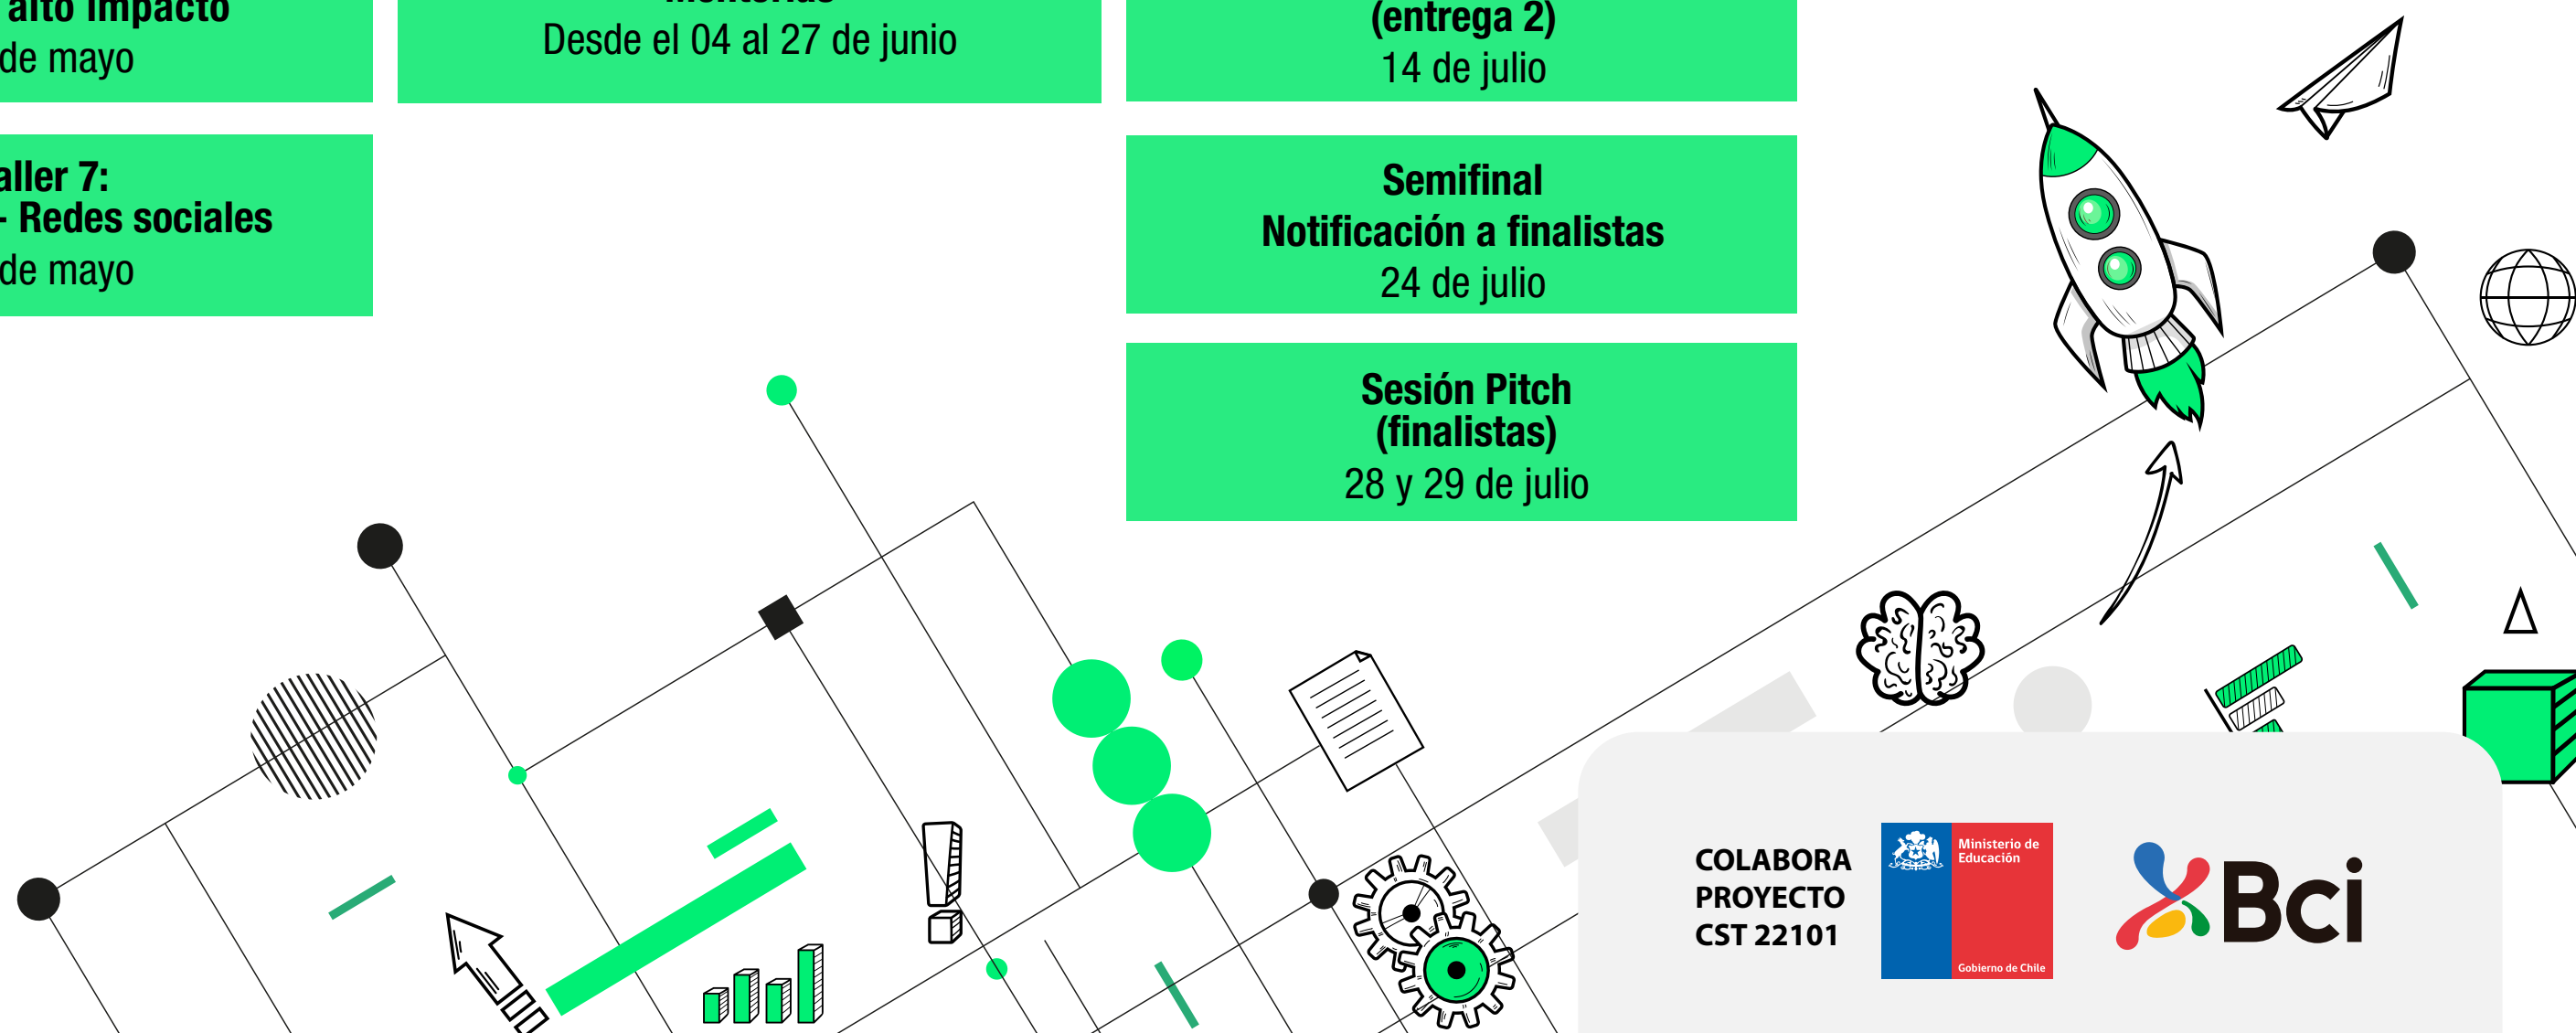 alto impacto
de mayo
aller 7:
- Redes sociales
de mayo
mentorías
Desde el 04 al 27 de junio
(entrega 2)
14 de julio
Semifinal
Notificación a finalistas
24 de julio
Sesión Pitch
(finalistas)
28 y 29 de julio
COLABORA
PROYECTO
CST 22101
Ministerio de
Educación
Gobierno de Chile
Bci